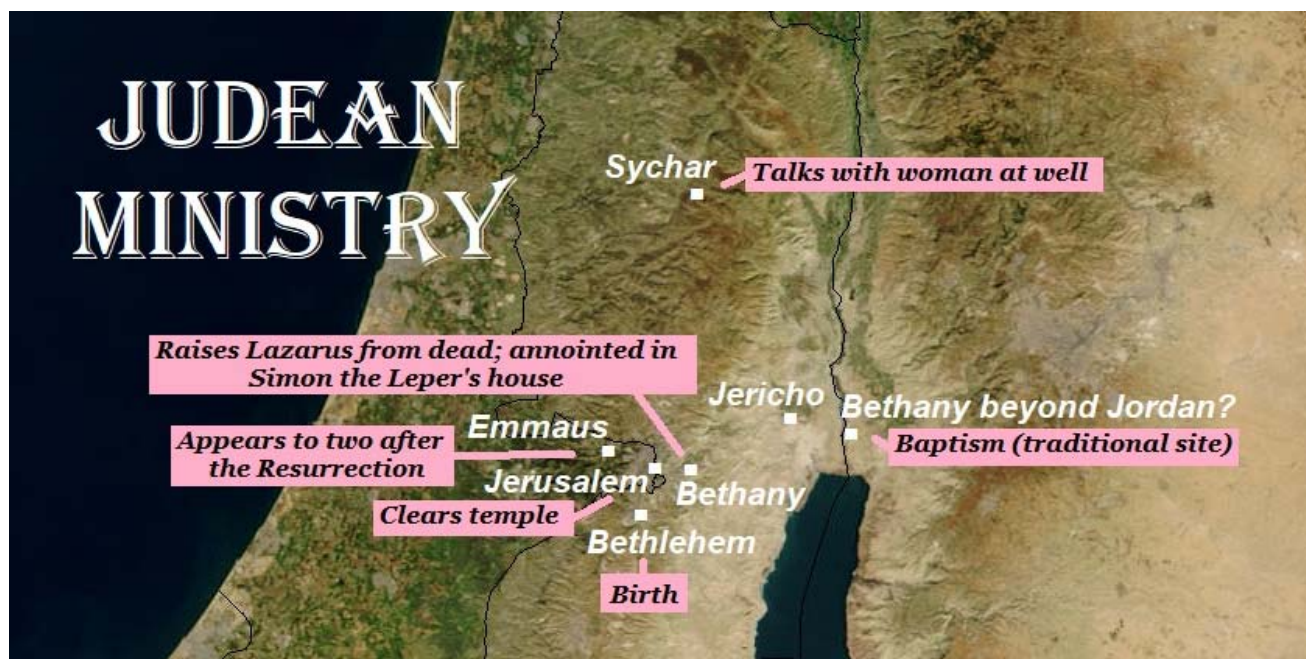 JUDEAN
MINISTRY
Sychar
Talks with woman at well
Raises Lazarus from dead; annointed in
Simon the Leper's house
Jericho
Bethany beyond Jordan?
Baptism (traditional site)
Emmaus
Appears to two after
the Resurrection
Jerusalem
Bethany
Clears temple
Bethlehem
Birth